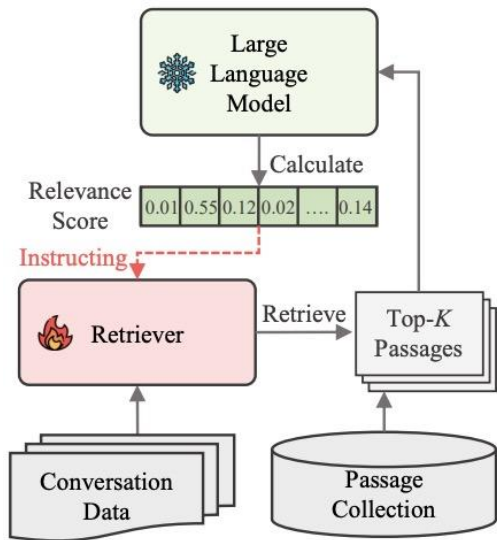 Large
Language
Model
Calculate
Relevance
Score
0.01 0.55 0.12 0.02 .... 0.14
Instructing
Retriever
Retrieve
Top-K
Passages
Conversation
Data
Passage
Collection